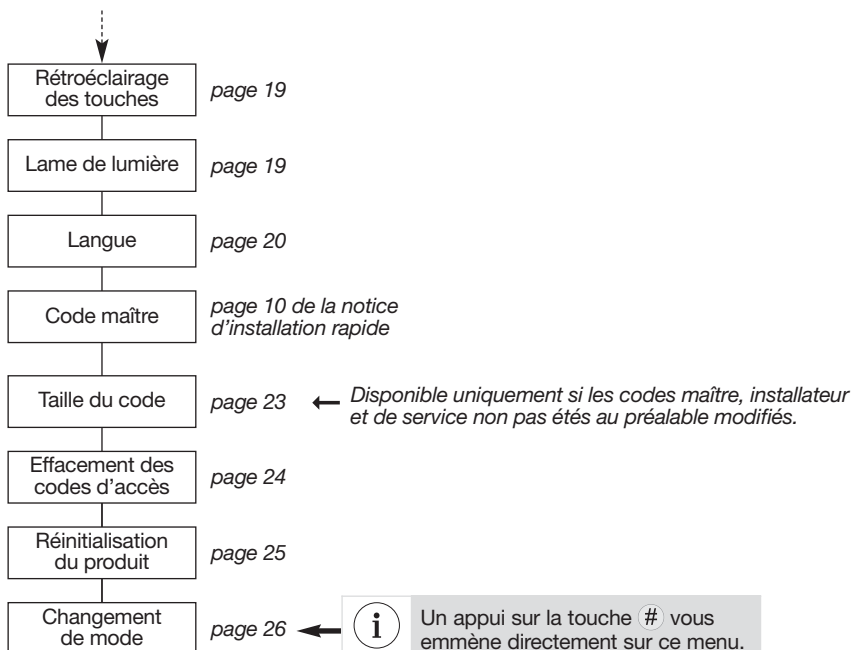 Rétroéclairage
des touches
page 19
Lame de lumière
page 19
Langue
page 20
Code maître
page 10 de la notice
d'installation rapide
Taille du code
page 23
Disponible uniquement si les codes maître, installateur
et de service non pas étés au préalable modifiés.
Effacement des
codes d'accès
page 24
Réinitialisation
du produit
page 25
Changement
de mode
page 26
i
Un appui sur la touche # vous
emmène directement sur ce menu.